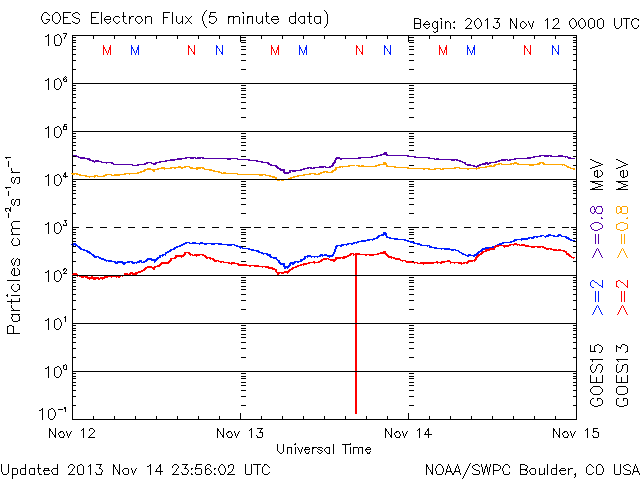 GOES Electron Flux (5 minute data)
Begin: 2013 Nov 12 0000 UTC
10⁷
M M N N M M N N M M N N
10⁶
10⁵
10⁴
10³
10²
10¹
10⁰
10⁻¹
Particles cm⁻²s⁻¹sr⁻¹
Nov 12 Nov 13 Nov 14 Nov 15
Universal Time
GOES15 >=2 >=0.8 MeV
GOES13 >=2 >=0.8 MeV
Updated 2013 Nov 14 23:56:02 UTC
NOAA/SWPC Boulder, CO USA